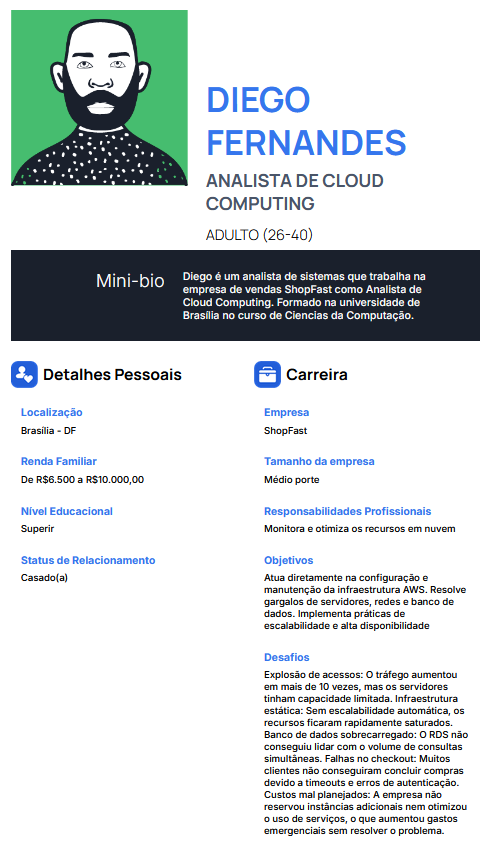 DIEGO
FERNANDES
ANALISTA DE CLOUD
COMPUTING
ADULTO (26-40)
Mini-bio
Diego é um analista de sistemas que trabalha na
empresa de vendas ShopFast como Analista de
Cloud Computing. Formado na universidade de
Brasília no curso de Ciencias da Computação.
Detalhes Pessoais
Localização
Brasília - DF
Renda Familiar
De R$6.500 a R$10.000,00
Nível Educacional
Superir
Status de Relacionamento
Casado(a)
Carreira
Empresa
ShopFast
Tamanho da empresa
Médio porte
Responsabilidades Profissionais
Monitora e otimiza os recursos em nuvem
Objetivos
Atua diretamente na configuração e
manutenção da infraestrutura AWS. Resolve
gargalos de servidores, redes e banco de
dados. Implementa práticas de
escalabilidade e alta disponibilidade
Desafios
Explosão de acessos: O tráfego aumentou
em mais de 10 vezes, mas os servidores
tinham capacidade limitada. Infraestrutura
estática: Sem escalabilidade automática, os
recursos ficaram rapidamente saturados.
Banco de dados sobrecarregado: O RDS não
conseguiu lidar com o volume de consultas
simultâneas. Falhas no checkout: Muitos
clientes não conseguiram concluir compras
devido a timeouts e erros de autenticação.
Custos mal planejados: A empresa não
reservou instâncias adicionais nem otimizou
o uso de serviços, o que aumentou gastos
emergenciais sem resolver o problema.